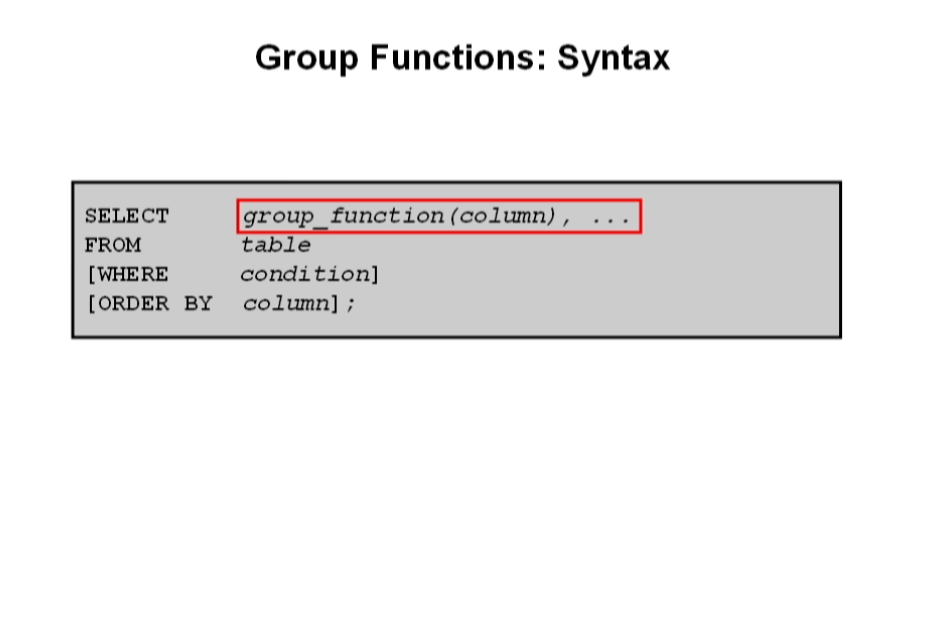 Group Functions: Syntax
SELECT group_function(column), ...
FROM table
[WHERE condition]
[ORDER BY column];